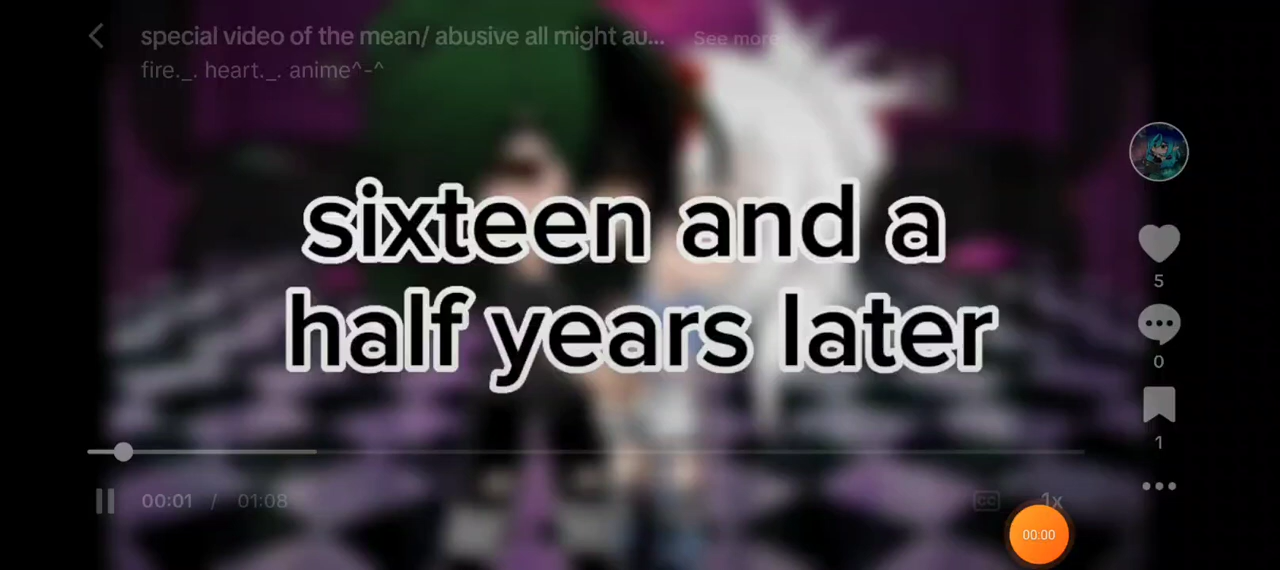 special video of the mean/ abusive all might au... See more
fire._. heart._. anime^-^
sixteen and a
half years later
5
0
1
00:01 / 01:08
CC 1x
00:00